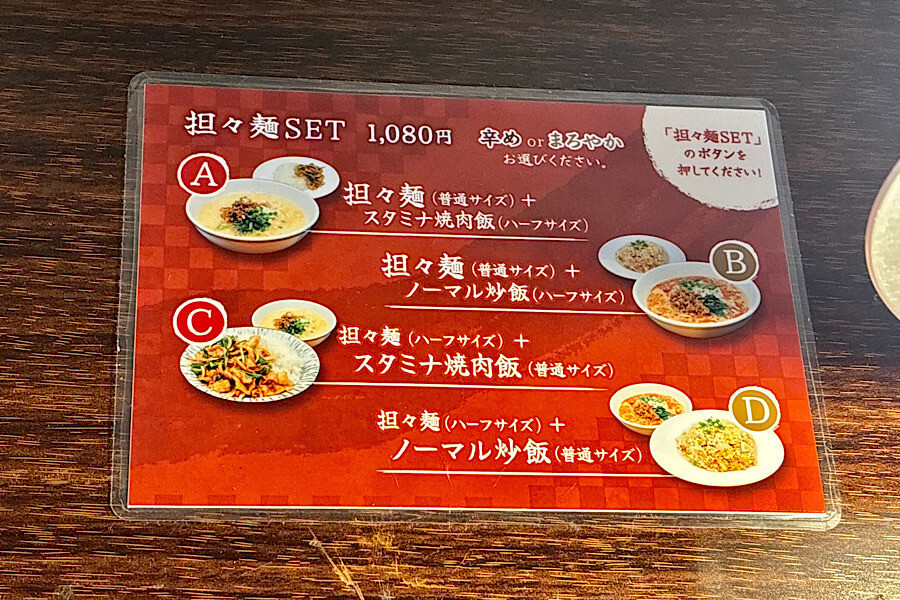 担々麺SET 1,080円 辛め or まろやか
お選びください。
「担々麺SET」
のボタンを
押してください!
A
担々麺(普通サイズ)+
スタミナ焼肉飯(ハーフサイズ)
B
担々麺(普通サイズ)+
ノーマル炒飯(ハーフサイズ)
C
担々麺(ハーフサイズ)+
スタミナ焼肉飯(普通サイズ)
D
担々麺(ハーフサイズ)+
ノーマル炒飯(普通サイズ)